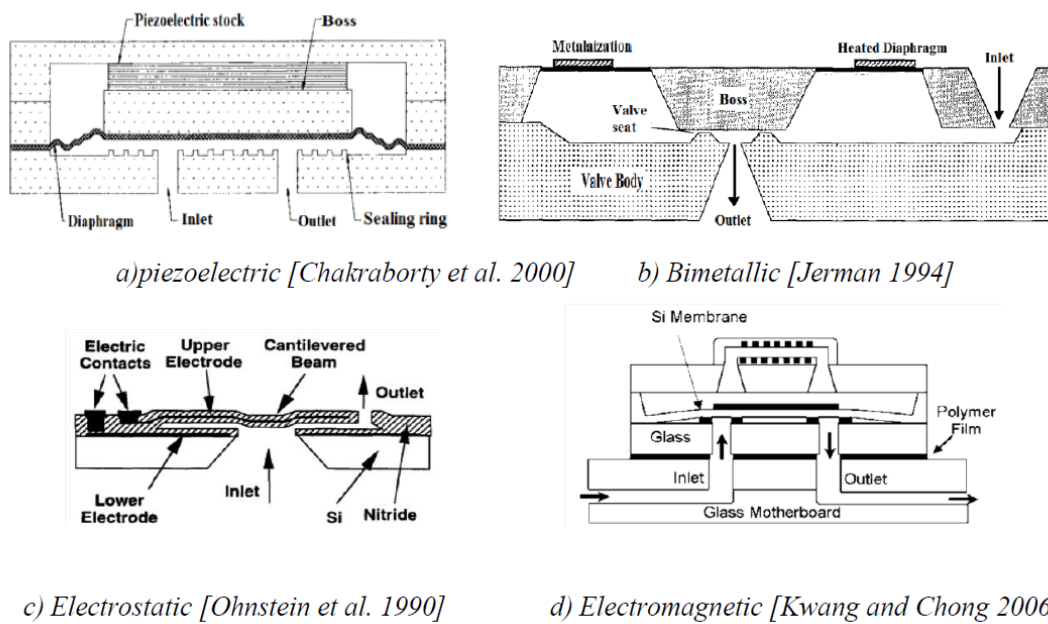 Piezoelectric stock
Boss
Diaphragm
Inlet
Outlet
Sealing ring
Metalaization
Heated Diaphragm
Inlet
Valve
seat
Boss
Valve Body
Outlet
a)piezoelectric [Chakraborty et al. 2000]
b) Bimetallic [Jerman 1994]
Electric
Contacts
Upper
Electrode
Cantilevered
Beam
Outlet
Lower
Electrode
Inlet
Si
Nitride
Si Membrane
Polymer
Film
Glass
Inlet
Outlet
Glass Motherboard
c) Electrostatic [Ohnstein et al. 1990]
d) Electromagnetic [Kwang and Chong 2006